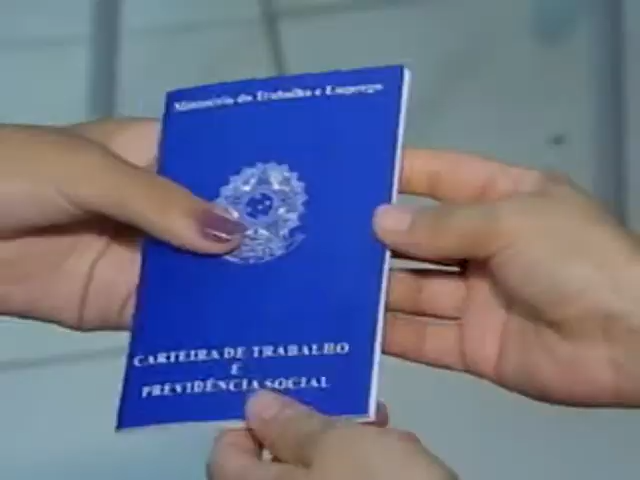 Ministério do Trabalho e Emprego
CARTEIRA DE TRABALHO
E
PREVIDÊNCIA SOCIAL